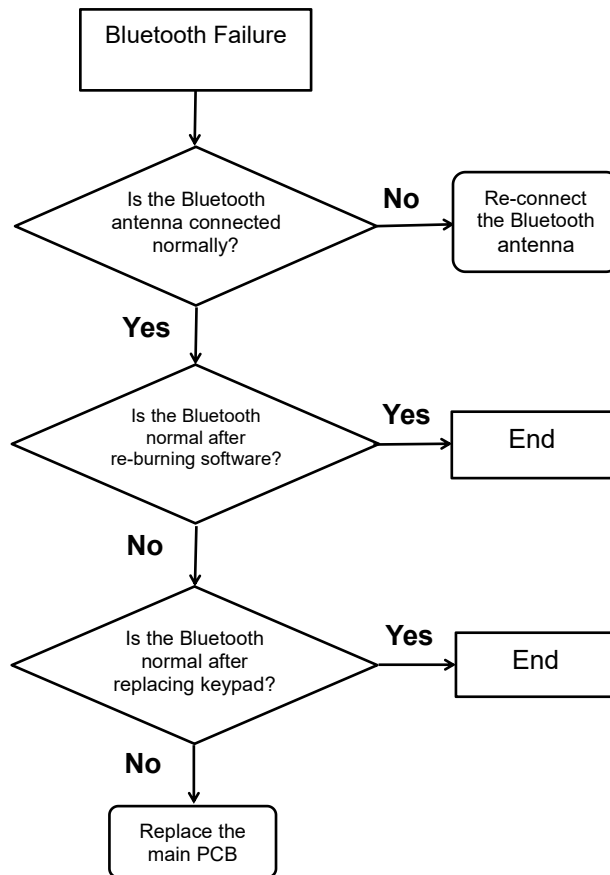 Bluetooth Failure
Is the Bluetooth
antenna connected
normally?
No
Re-connect
the Bluetooth
antenna
Yes
Is the Bluetooth
normal after
re-burning software?
Yes
End
No
Is the Bluetooth
normal after
replacing keypad?
Yes
End
No
Replace the
main PCB